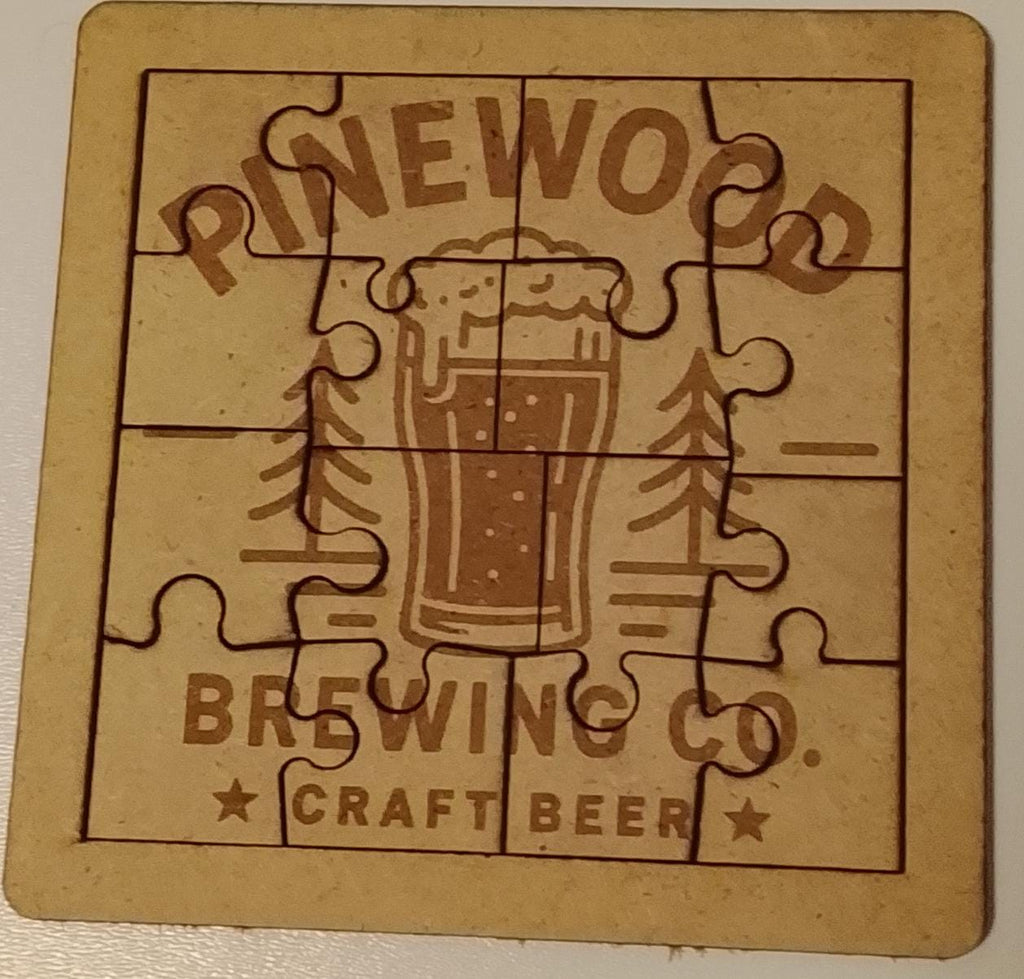 PINEWOOD
BREWING CO.
★ CRAFT BEER ★